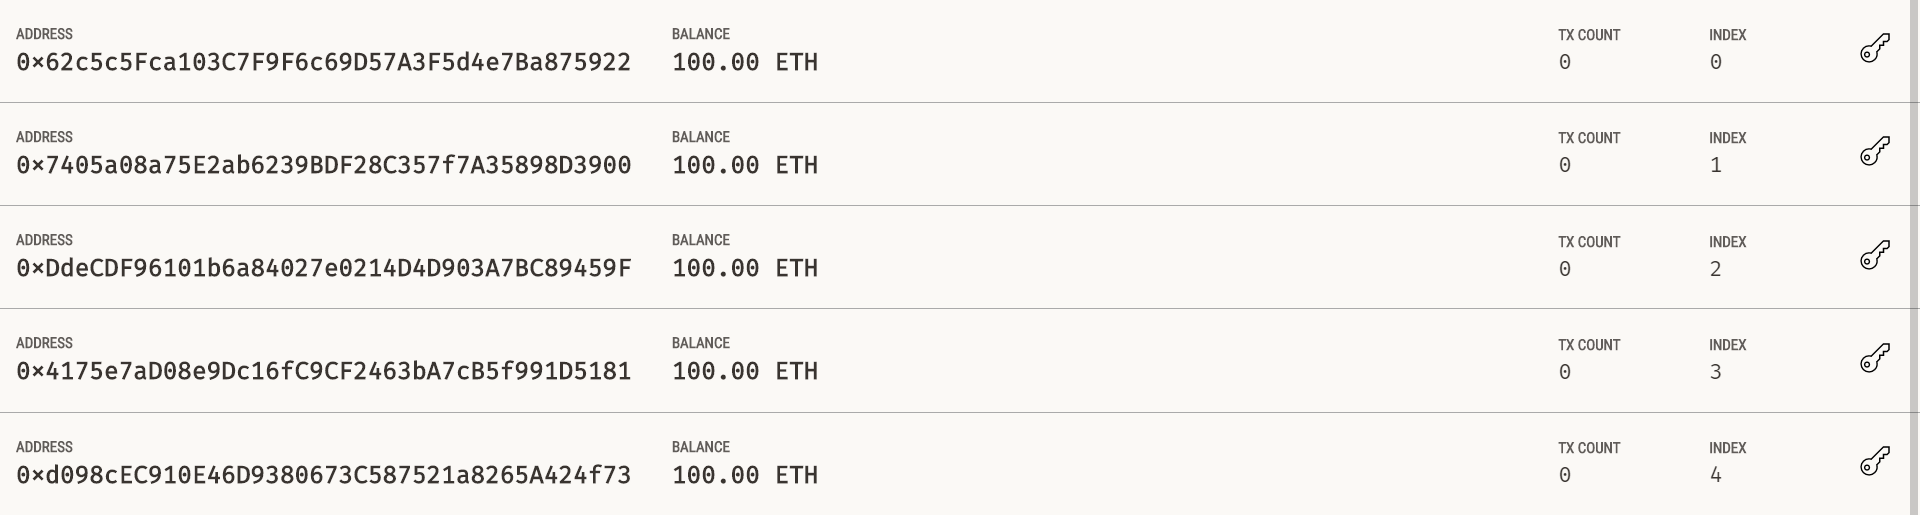 ADDRESS BALANCE TX COUNT INDEX
0x62c5c5Fca103C7F9F6c69D57A3F5d4e7Ba875922 100.00 ETH 0 0
ADDRESS BALANCE TX COUNT INDEX
0x7405a08a75E2ab6239BDF28C357f7A35898D3900 100.00 ETH 0 1
ADDRESS BALANCE TX COUNT INDEX
0xDdeCDF96101b6a84027e0214D4D903A7BC89459F 100.00 ETH 0 2
ADDRESS BALANCE TX COUNT INDEX
0x4175e7aD08e9Dc16fC9CF2463bA7cB5f991D5181 100.00 ETH 0 3
ADDRESS BALANCE TX COUNT INDEX
0xd098cEC910E46D9380673C587521a8265A424f73 100.00 ETH 0 4